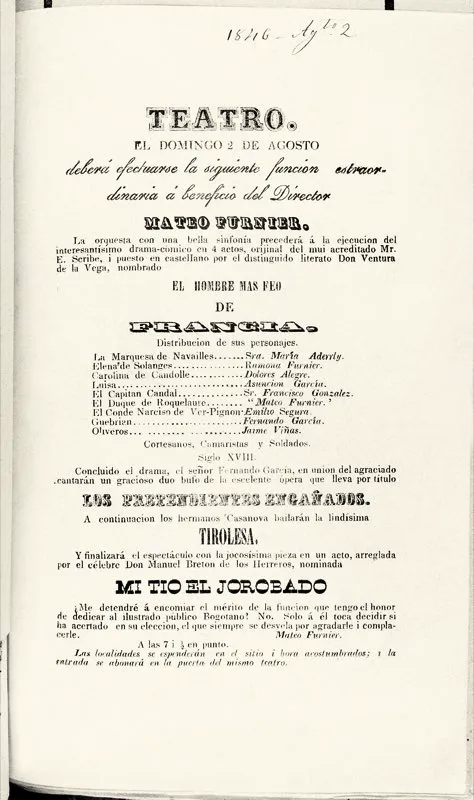 1846 - Agto 2
TEATRO.
EL DOMINGO 2 DE AGOSTO
deberá efectuarse la siguiente funcion estraor-
dinaria á beneficio del Director
MATEO FURNIER.
La orquesta con una bella sinfonía precederá á la ejecucion del
interesantísimo drama-cómico en 4 actos, orijinal del mui acreditado Mr.
E. Scribe, i puesto en castellano por el distinguido literato Don Ventura
de la Vega, nombrado
EL HOMBRE MAS FEO
DE
FRANCIA.
Distribucion de sus personajes.
La Marquesa de Navailles.......Sra. María Aderrly.
Elena de Solanges..............Ramona Furnier.
Carolina de Candolle...........Dolores Alegre.
Luisa..........................Asuncion García.
El Capitan Candal..............Sr. Francisco Gonzalez.
El Duque de Roquelaure.......“Mateo Furnier.’
El Conde Narciso de Ver-Pignon-Emilio Segura.
Guebrian.......................Fernando García.
Oliveros.......................Jaime Viñas.
Cortesanos, Camaristas y Soldados.
Siglo XVIII.
Concluido el drama, el señor Fernando García, en union del agraciado
cantarán un gracioso duo bufo de la escelente ópera que lleva por título
LOS PRETENDIENTES ENGAÑADOS.
A continuacion los hermanos Casanova bailarán la lindísima
TIROLESA.
Y finalizará el espectáculo con la jocosísima pieza en un acto, arreglada
por el célebre Don Manuel Breton de los Herreros, nominada
MI TIO EL JOROBADO
¿Me detendré á encomiar el mérito de la funcion que tengo el honor
de dedicar al ilustrado público Bogotano? No. Solo á él toca decidir si
ha acertado en su eleccion, el que siempre se desvela por agradarle i compla-
cerle. Mateo Furnier.
A las 7 i ½ en punto.
Las localidades se espenderán en el sitio i hora acostumbrados; i la
entrada se abonará en la puerta del mismo teatro.